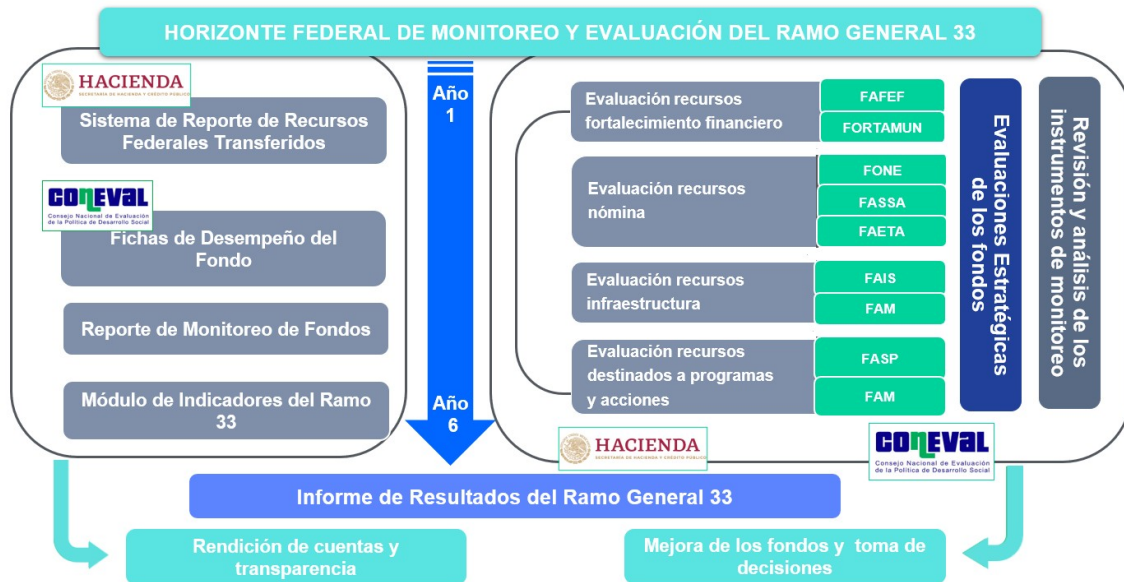 HORIZONTE FEDERAL DE MONITOREO Y EVALUACIÓN DEL RAMO GENERAL 33
HACIENDA
SECRETARÍA DE HACIENDA Y CRÉDITO PÚBLICO
Sistema de Reporte de Recursos
Federales Transferidos
CONEVAL
Consejo Nacional de Evaluación
de la Política de Desarrollo Social
Fichas de Desempeño del
Fondo
Reporte de Monitoreo de Fondos
Módulo de Indicadores del Ramo
33
Año
1
Año
6
Evaluación recursos
fortalecimiento financiero
FAFEF
FORTAMUN
Evaluación recursos
nómina
FONE
FASSA
FAETA
Evaluación recursos
infraestructura
FAIS
FAM
Evaluación recursos
destinados a programas
y acciones
FASP
FAM
Evaluaciones Estratégicas
de los fondos
Revisión y análisis de los
instrumentos de monitoreo
HACIENDA
SECRETARÍA DE HACIENDA Y CRÉDITO PÚBLICO
CONEVAL
Consejo Nacional de Evaluación
de la Política de Desarrollo Social
Informe de Resultados del Ramo General 33
Rendición de cuentas y
transparencia
Mejora de los fondos y toma de
decisiones